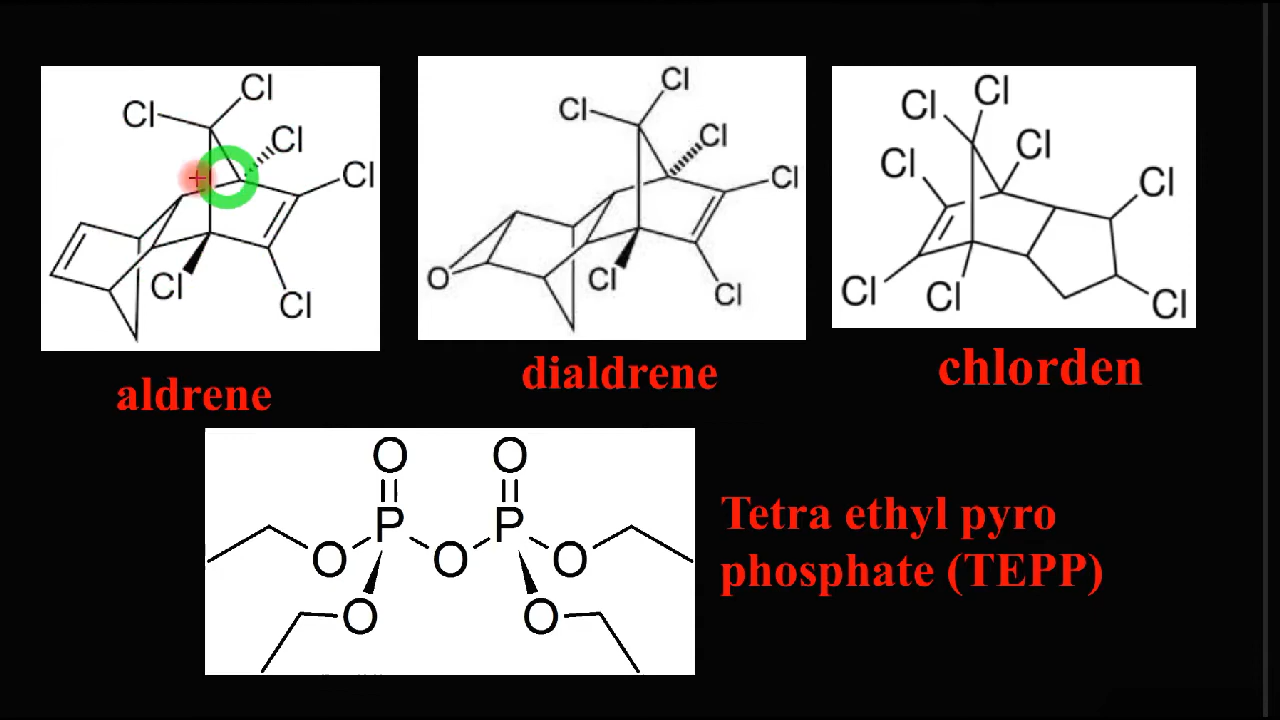 Cl
Cl
Cl
Cl
Cl
Cl
aldrene
Cl
Cl
Cl
Cl
O
Cl
Cl
dialdrene
Cl
Cl
Cl
Cl
Cl
Cl
Cl
Cl
chlorden
O O
P P
O O O
O O
Tetra ethyl pyro
phosphate (TEPP)